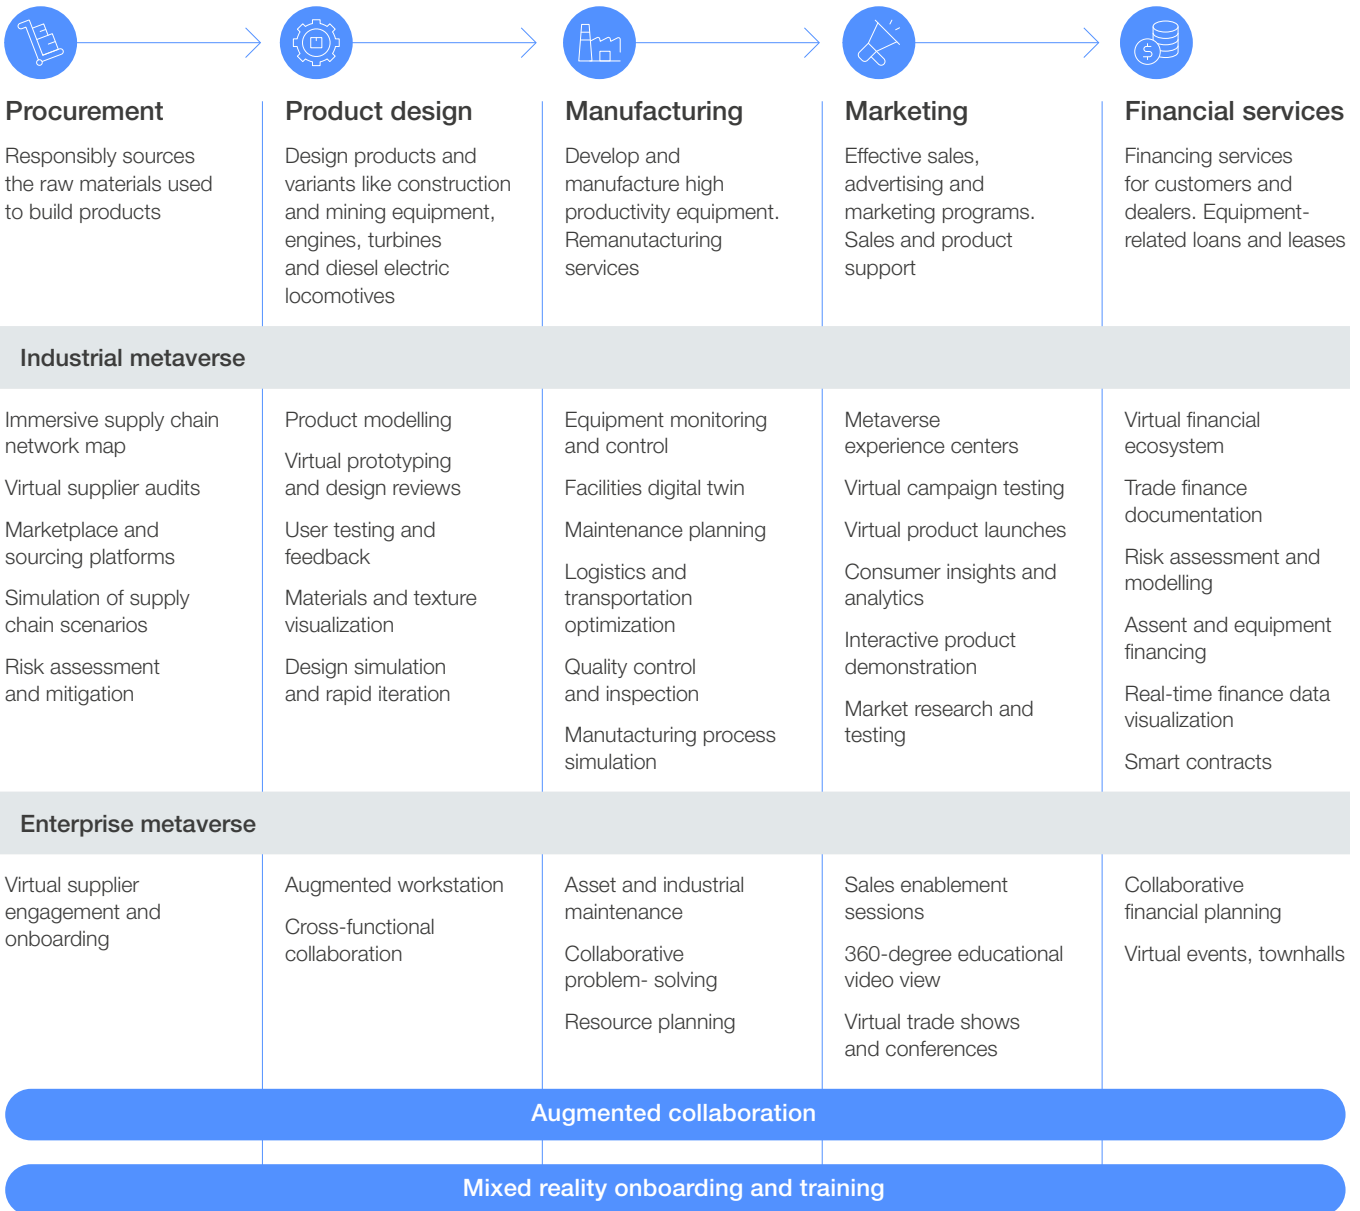 Procurement
Responsibly sources
the raw materials used
to build products
Product design
Design products and
variants like construction
and mining equipment,
engines, turbines
and diesel electric
locomotives
Manufacturing
Develop and
manufacture high
productivity equipment.
Remanutacturing
services
Marketing
Effective sales,
advertising and
marketing programs.
Sales and product
support
Financial services
Financing services
for customers and
dealers. Equipment-
related loans and leases
Industrial metaverse
Immersive supply chain
network map
Virtual supplier audits
Marketplace and
sourcing platforms
Simulation of supply
chain scenarios
Risk assessment
and mitigation
Product modelling
Virtual prototyping
and design reviews
User testing and
feedback
Materials and texture
visualization
Design simulation
and rapid iteration
Equipment monitoring
and control
Facilities digital twin
Maintenance planning
Logistics and
transportation
optimization
Quality control
and inspection
Manutacturing process
simulation
Metaverse
experience centers
Virtual campaign testing
Virtual product launches
Consumer insights and
analytics
Interactive product
demonstration
Market research and
testing
Virtual financial
ecosystem
Trade finance
documentation
Risk assessment and
modelling
Assent and equipment
financing
Real-time finance data
visualization
Smart contracts
Enterprise metaverse
Virtual supplier
engagement and
onboarding
Augmented workstation
Cross-functional
collaboration
Asset and industrial
maintenance
Collaborative
problem- solving
Resource planning
Sales enablement
sessions
360-degree educational
video view
Virtual trade shows
and conferences
Collaborative
financial planning
Virtual events, townhalls
Augmented collaboration
Mixed reality onboarding and training